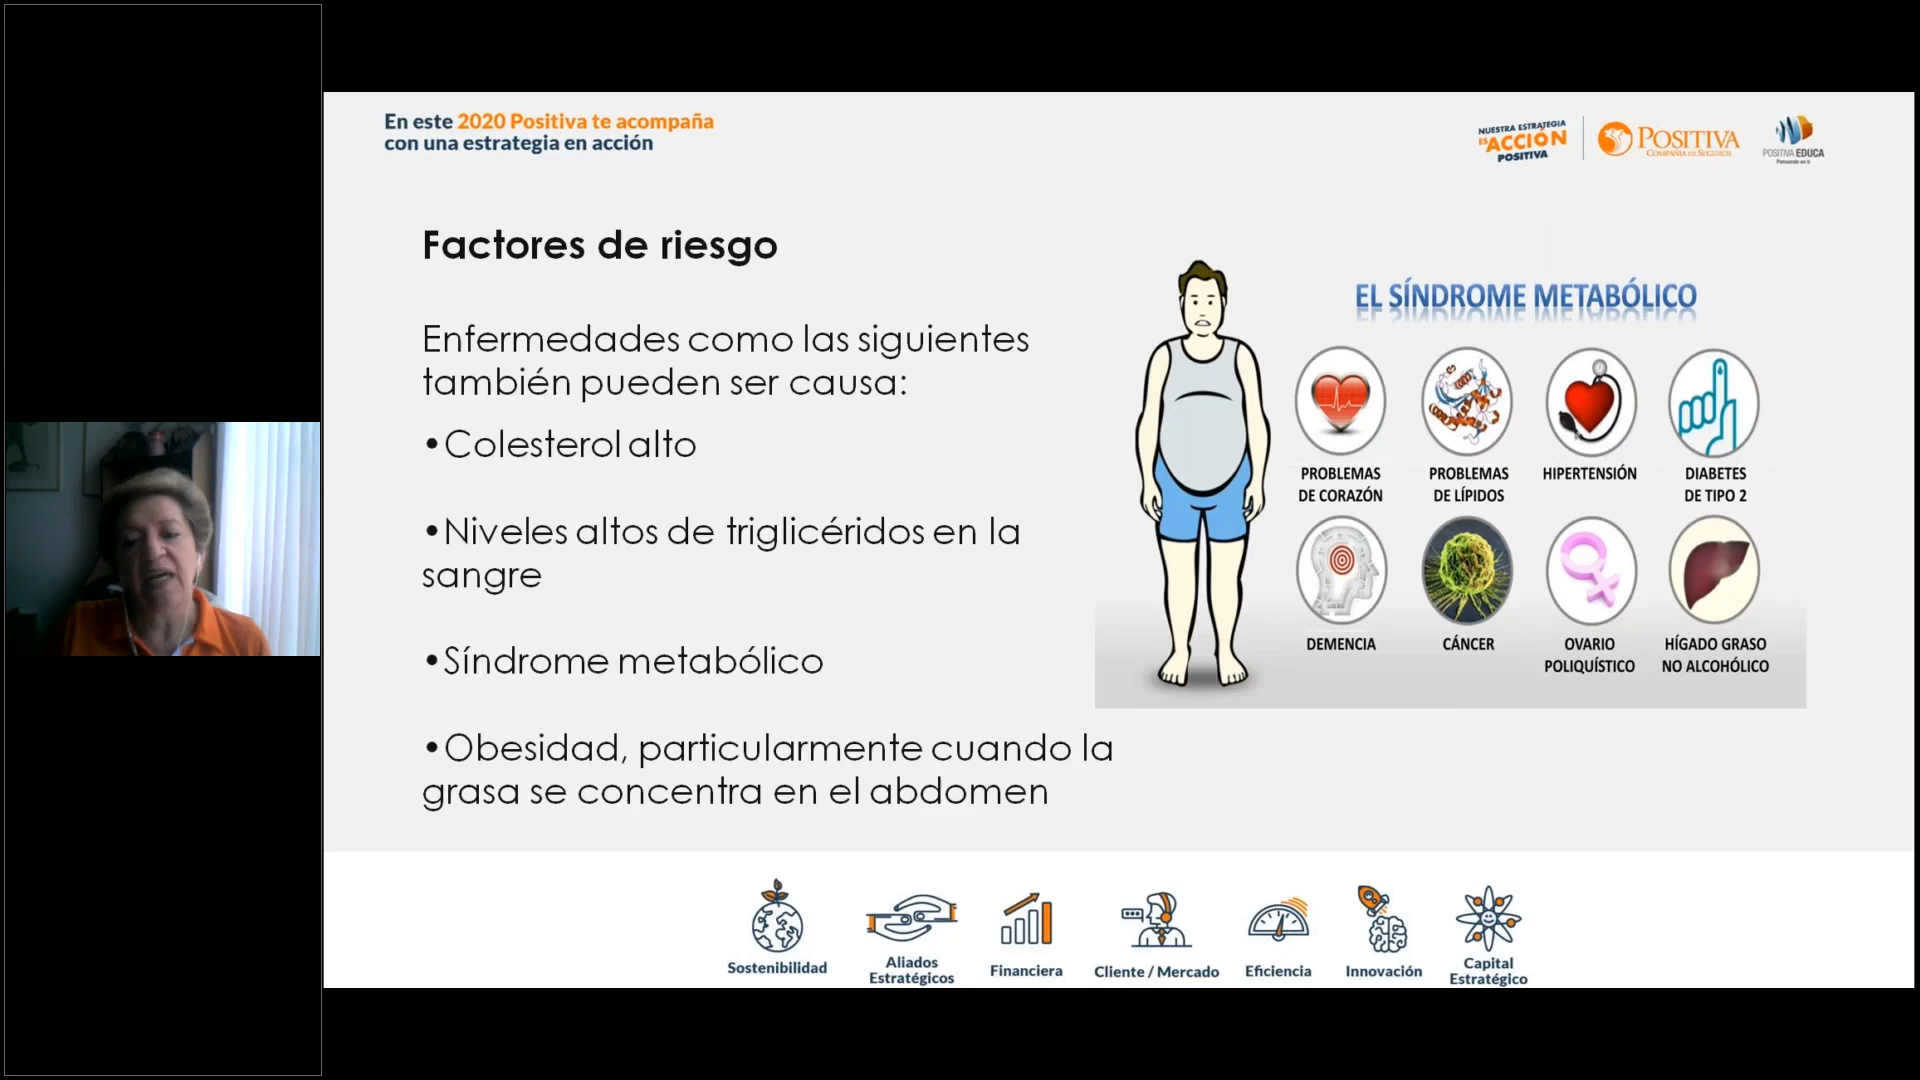 En este 2020 Positiva te acompaña
con una estrategia en acción
NUESTRA ESTRATEGIA
ES ACCIÓN
POSITIVA
POSITIVA
COMPAÑÍA DE SEGUROS
POSITIVA EDUCA
Pensando en ti
Factores de riesgo
Enfermedades como las siguientes
también pueden ser causa:
•Colesterol alto
•Niveles altos de triglicéridos en la
sangre
•Síndrome metabólico
•Obesidad, particularmente cuando la
grasa se concentra en el abdomen
EL SÍNDROME METABÓLICO
PROBLEMAS
DE CORAZÓN
PROBLEMAS
DE LÍPIDOS
HIPERTENSIÓN
DIABETES
DE TIPO 2
DEMENCIA
CÁNCER
OVARIO
POLIQUÍSTICO
HÍGADO GRASO
NO ALCOHÓLICO
Sostenibilidad
Aliados
Estratégicos
Financiera
Cliente / Mercado
Eficiencia
Innovación
Capital
Estratégico